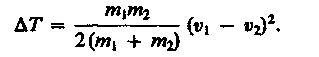 ΔT = m₁m₂ / 2(m₁ + m₂) (v₁ − v₂)².